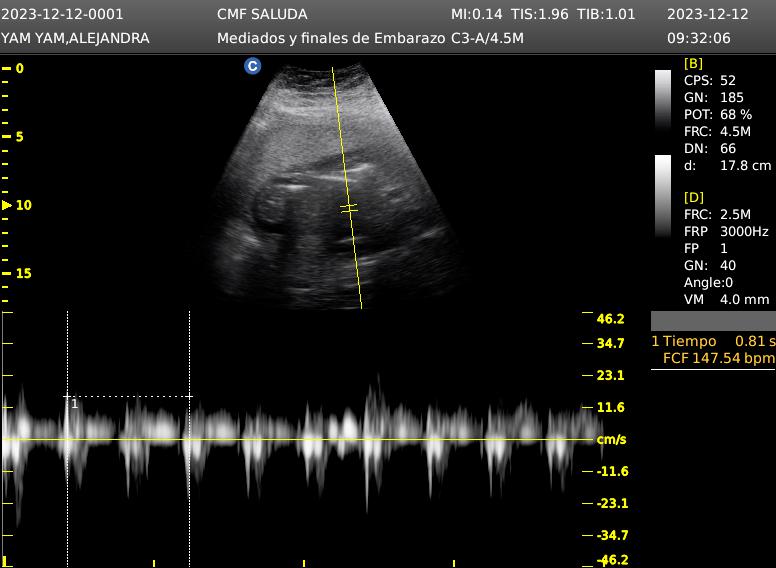 2023-12-12-0001 CMF SALUDA MI:0.14 TIS:1.96 TIB:1.01 2023-12-12
YAM YAM,ALEJANDRA Mediados y finales de Embarazo C3-A/4.5M 09:32:06
C
0
5
10
15
[B]
CPS: 52
GN: 185
POT: 68 %
FRC: 4.5M
DN: 66
d: 17.8 cm
[D]
FRC: 2.5M
FRP 3000Hz
FP 1
GN: 40
Angle:0
VM 4.0 mm
1 Tiempo 0.81 s
FCF 147.54 bpm
46.2
34.7
23.1
11.6
cm/s
-11.6
-23.1
-34.7
-46.2
1